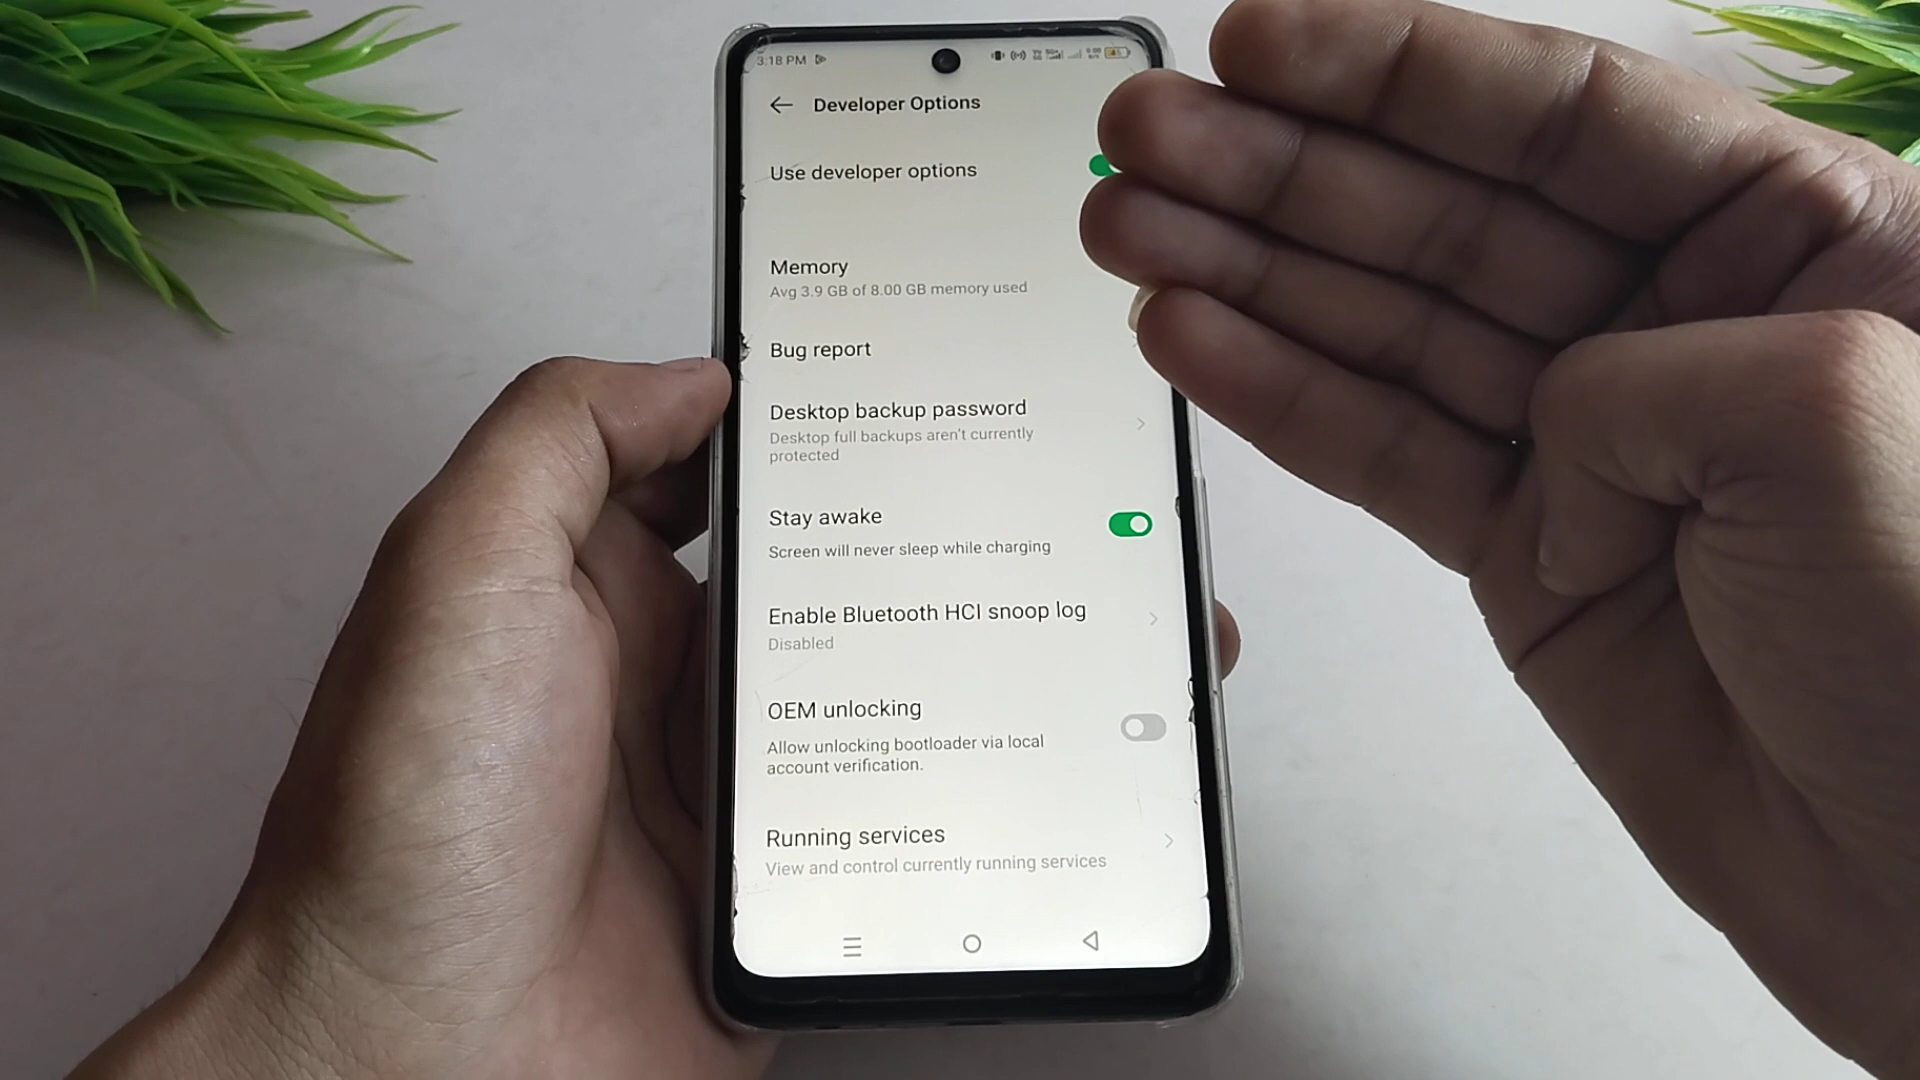 3:18 PM
Developer Options
Use developer options
Memory
Avg 3.9 GB of 8.00 GB memory used
Bug report
Desktop backup password
Desktop full backups aren't currently
protected
Stay awake
Screen will never sleep while charging
Enable Bluetooth HCI snoop log
Disabled
OEM unlocking
Allow unlocking bootloader via local
account verification.
Running services
View and control currently running services